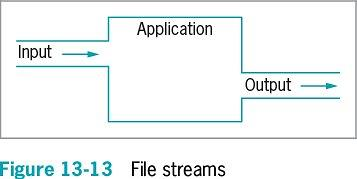 Application
Input
Output
Figure 13-13 File streams